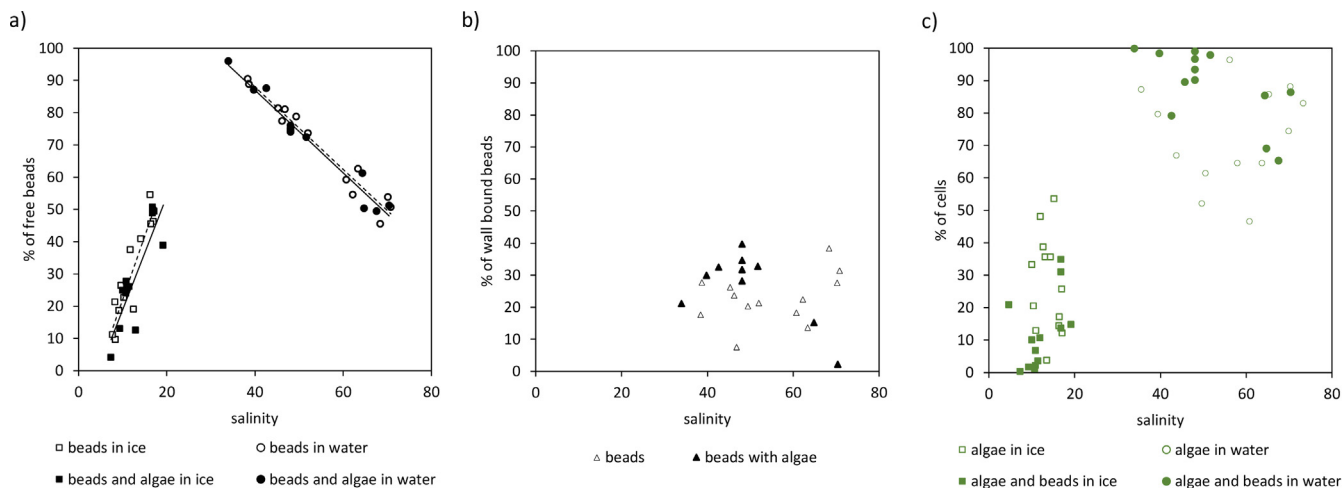 a)
% of free beads
100
90
80
70
60
50
40
30
20
10
0
0 20 40 60 80
salinity
beads in ice
beads in water
beads and algae in ice
beads and algae in water
b)
% of wall bound beads
100
90
80
70
60
50
40
30
20
10
0
0 20 40 60 80
salinity
beads
beads with algae
c)
% of cells
100
90
80
70
60
50
40
30
20
10
0
0 20 40 60 80
salinity
algae in ice
algae in water
algae and beads in ice
algae and beads in water